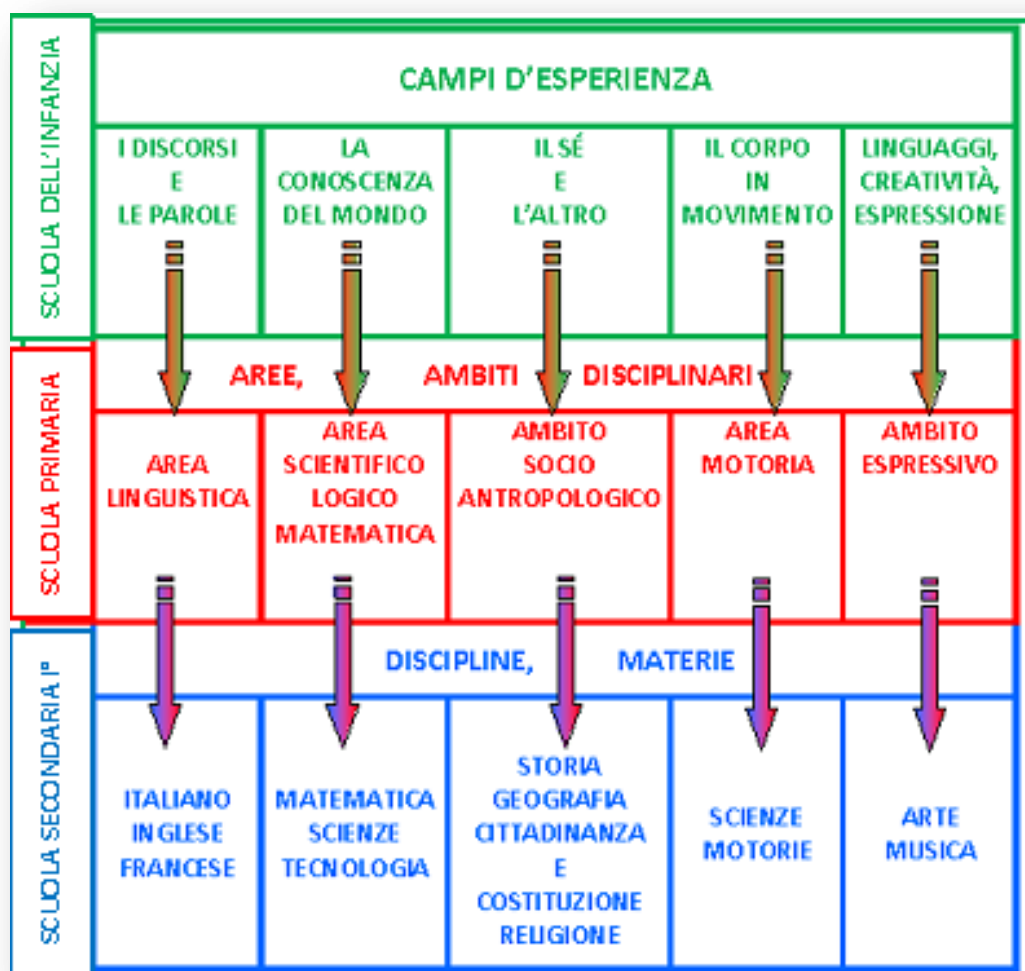 SCUOLA DELL'INFANZIA
CAMPI D'ESPERIENZA
I DISCORSI
E
LE PAROLE
LA
CONOSCENZA
DEL MONDO
IL SÉ
E
L'ALTRO
IL CORPO
IN
MOVIMENTO
LINGUAGGI,
CREATIVITÀ,
ESPRESSIONE
SCUOLA PRIMARIA
AREE, AMBITI DISCIPLINARI
AREA
LINGUISTICA
AREA
SCIENTIFICO
LOGICO
MATEMATICA
AMBITO
SOCIO
ANTROPOLOGICO
AREA
MOTORIA
AMBITO
ESPRESSIVO
SCUOLA SECONDARIA I°
DISCIPLINE, MATERIE
ITALIANO
INGLESE
FRANCESE
MATEMATICA
SCIENZE
TECNOLOGIA
STORIA
GEOGRAFIA
CITTADINANZA
E
COSTITUZIONE
RELIGIONE
SCIENZE
MOTORIE
ARTE
MUSICA